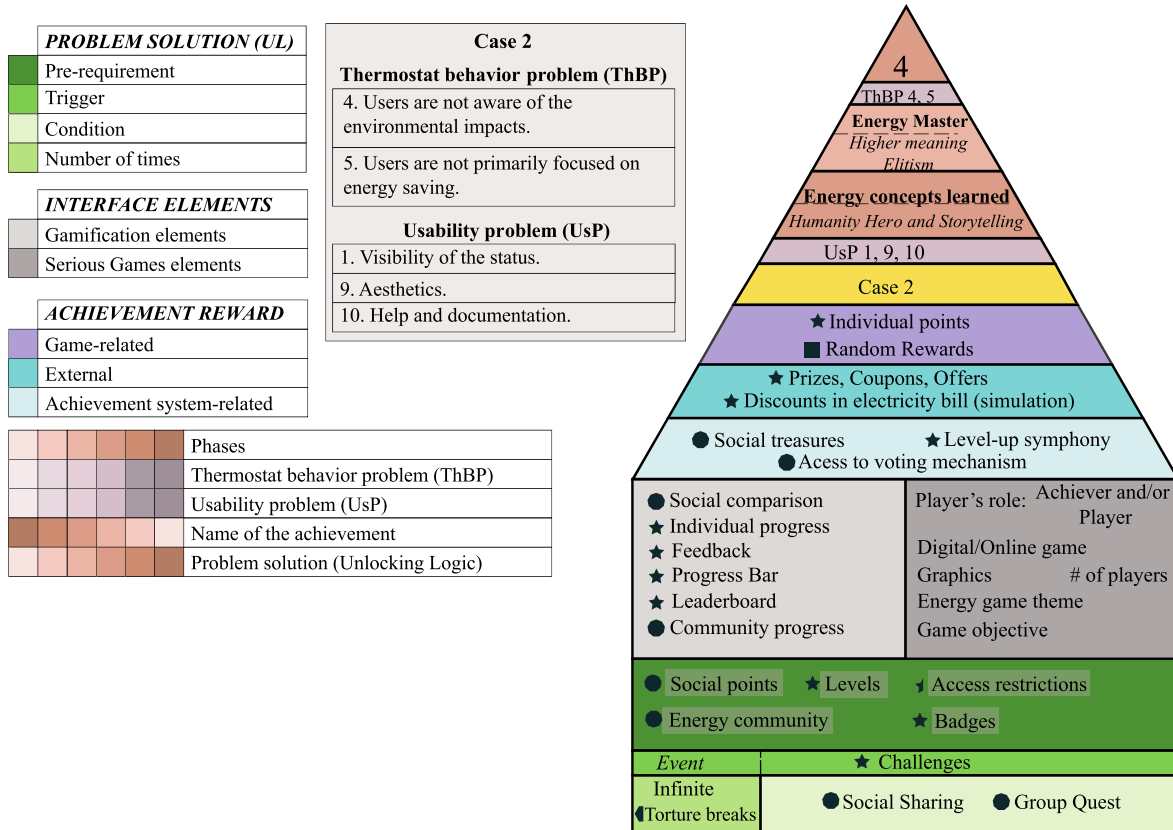 PROBLEM SOLUTION (UL)
Pre-requirement
Trigger
Condition
Number of times
INTERFACE ELEMENTS
Gamification elements
Serious Games elements
ACHIEVEMENT REWARD
Game-related
External
Achievement system-related
Phases
Thermostat behavior problem (ThBP)
Usability problem (UsP)
Name of the achievement
Problem solution (Unlocking Logic)
Case 2
Thermostat behavior problem (ThBP)
4. Users are not aware of the
environmental impacts.
5. Users are not primarily focused on
energy saving.
Usability problem (UsP)
1. Visibility of the status.
9. Aesthetics.
10. Help and documentation.
4
ThBP 4, 5
Energy Master
Higher meaning
Elitism
Energy concepts learned
Humanity Hero and Storytelling
UsP 1, 9, 10
Case 2
Individual points
Random Rewards
Prizes, Coupons, Offers
Discounts in electricity bill (simulation)
Social treasures
Level-up symphony
Acess to voting mechanism
Social comparison
Individual progress
Feedback
Progress Bar
Leaderboard
Community progress
Player's role: Achiever and/or
Player
Digital/Online game
Graphics # of players
Energy game theme
Game objective
Social points
Levels
Access restrictions
Energy community
Badges
Event
Challenges
Infinite
Torture breaks
Social Sharing
Group Quest